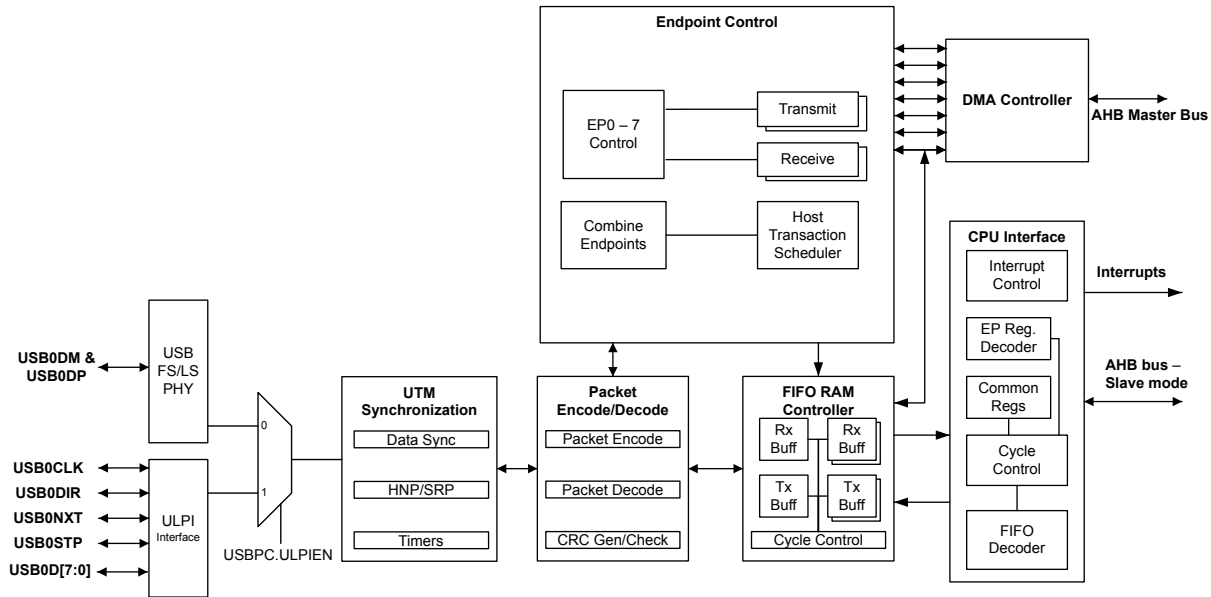 Endpoint Control
EP0 – 7
Control
Transmit
Receive
Combine
Endpoints
Host
Transaction
Scheduler
DMA Controller
AHB Master Bus
CPU Interface
Interrupt
Control
Interrupts
EP Reg.
Decoder
Common
Regs
AHB bus –
Slave mode
Cycle
Control
FIFO
Decoder
USB0DM &
USB0DP
USB
FS/LS
PHY
USB0CLK
USB0DIR
USB0NXT
USB0STP
USB0D[7:0]
ULPI
Interface
0
1
USBPC.ULPIEN
UTM
Synchronization
Data Sync
HNP/SRP
Timers
Packet
Encode/Decode
Packet Encode
Packet Decode
CRC Gen/Check
FIFO RAM
Controller
Rx
Buff
Rx
Buff
Tx
Buff
Tx
Buff
Cycle Control